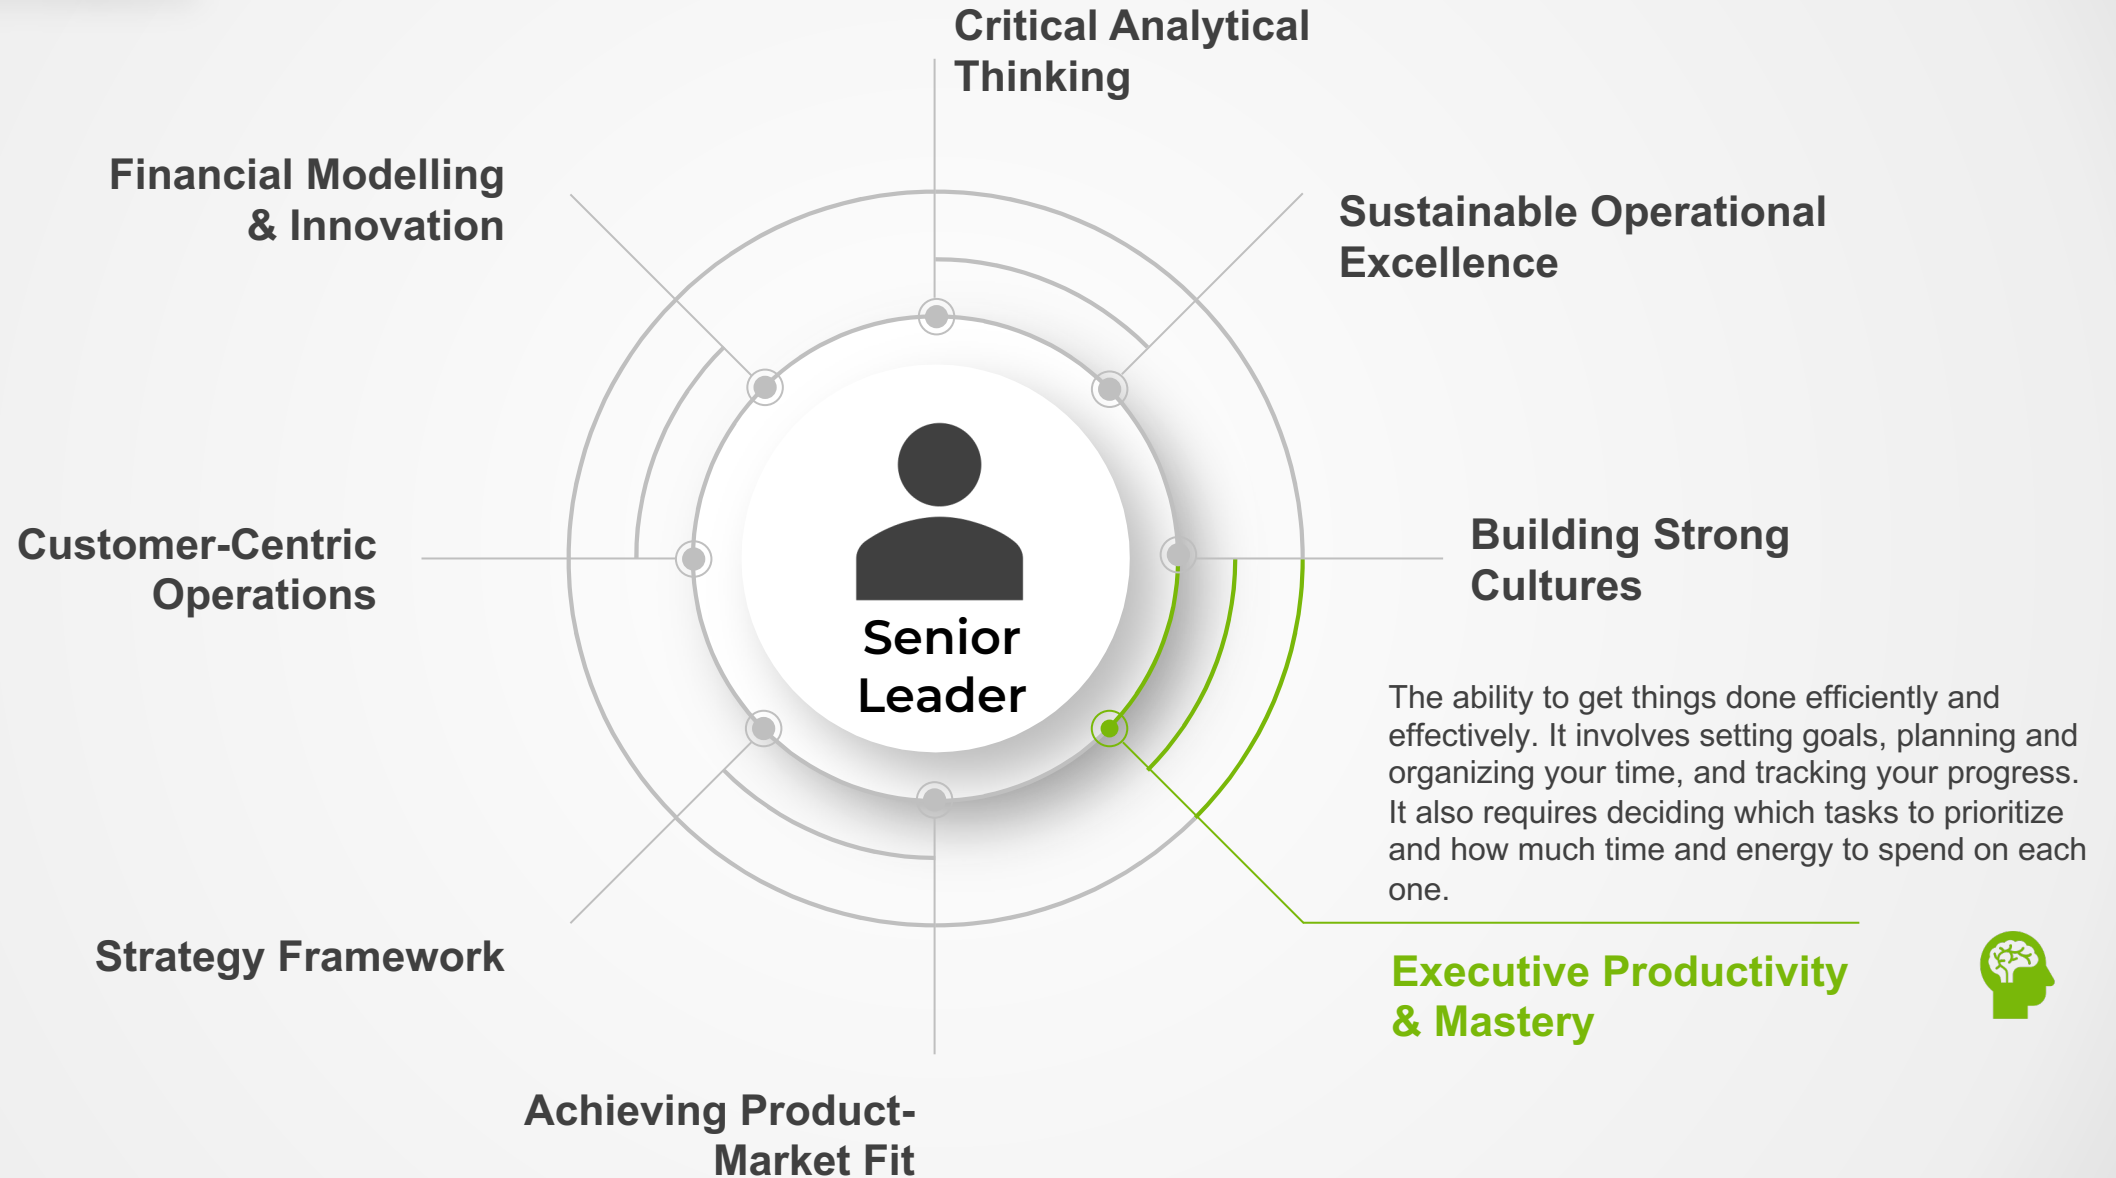 Critical Analytical
Thinking
Financial Modelling
& Innovation
Sustainable Operational
Excellence
Customer-Centric
Operations
Building Strong
Cultures
Senior
Leader
The ability to get things done efficiently and
effectively. It involves setting goals, planning and
organizing your time, and tracking your progress.
It also requires deciding which tasks to prioritize
and how much time and energy to spend on each
one.
Strategy Framework
Executive Productivity
& Mastery
Achieving Product-
Market Fit